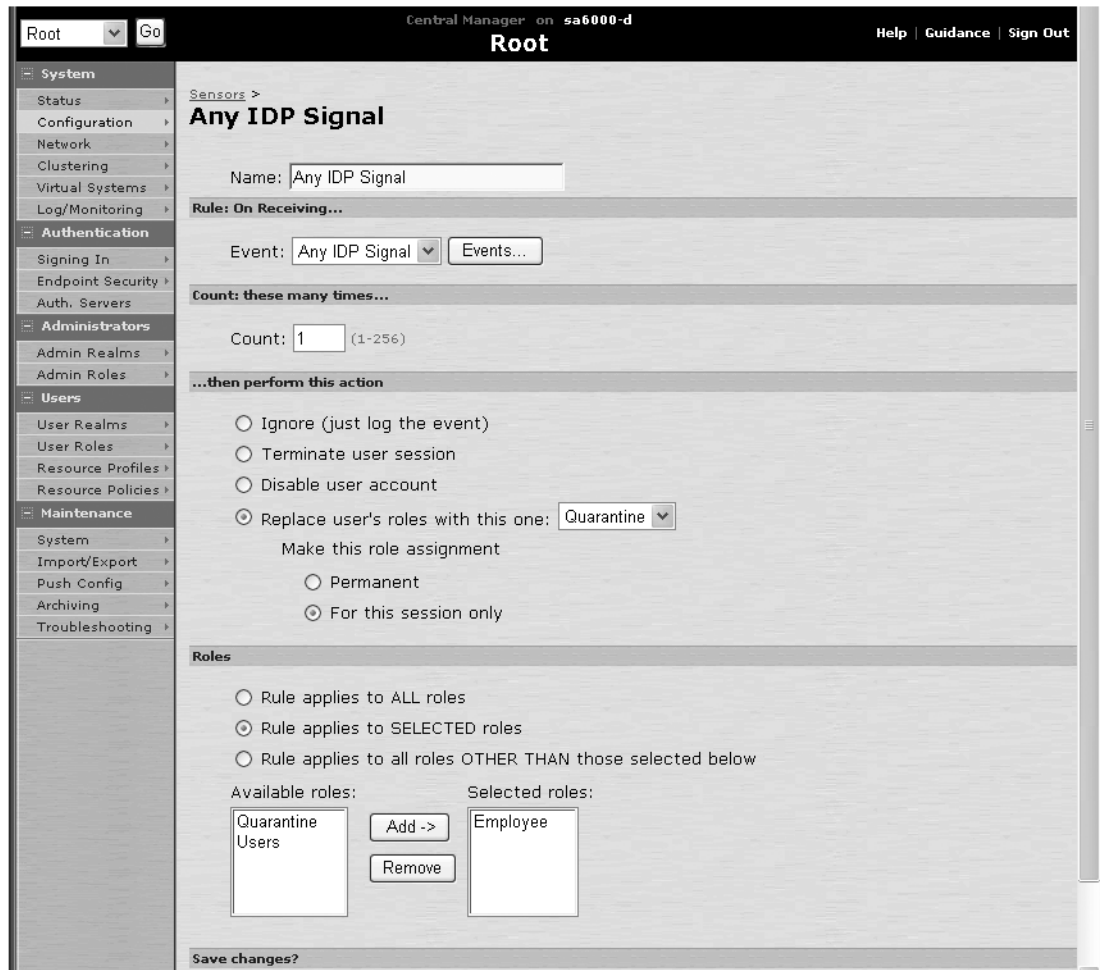 Central Manager on sa6000-d
Root Go Root Help | Guidance | Sign Out
System
Status
Configuration
Network
Clustering
Virtual Systems
Log/Monitoring
Authentication
Signing In
Endpoint Security
Auth. Servers
Administrators
Admin Realms
Admin Roles
Users
User Realms
User Roles
Resource Profiles
Resource Policies
Maintenance
System
Import/Export
Push Config
Archiving
Troubleshooting
Sensors >
Any IDP Signal
Name: Any IDP Signal
Rule: On Receiving...
Event: Any IDP Signal Events...
Count: these many times...
Count: 1 (1-256)
...then perform this action
Ignore (just log the event)
Terminate user session
Disable user account
Replace user's roles with this one: Quarantine
Make this role assignment
Permanent
For this session only
Roles
Rule applies to ALL roles
Rule applies to SELECTED roles
Rule applies to all roles OTHER THAN those selected below
Available roles: Selected roles:
Quarantine Add -> Employee
Users
Remove
Save changes?